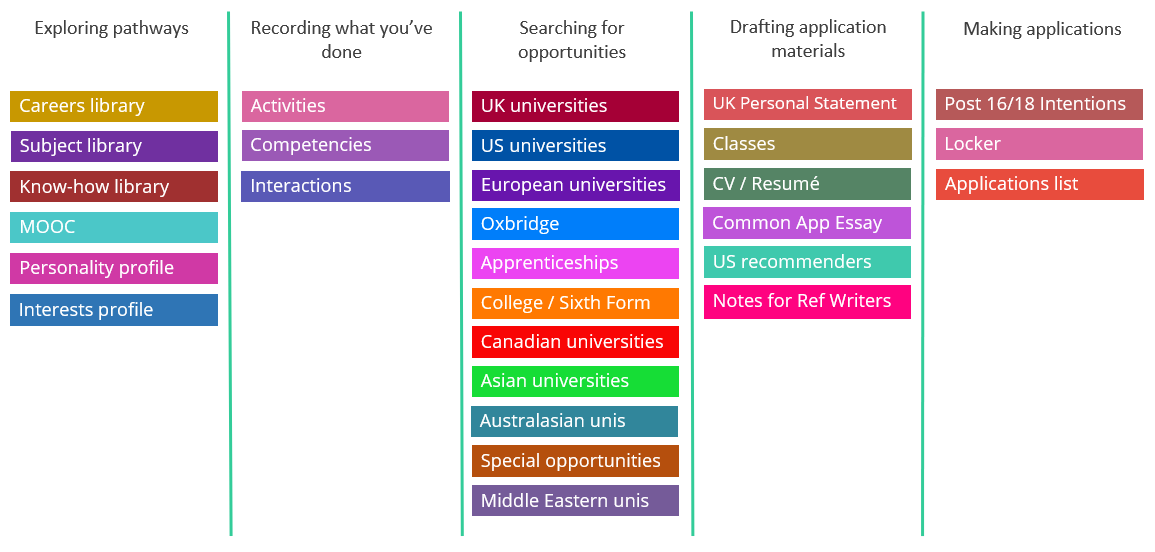 Exploring pathways
Careers library
Subject library
Know-how library
MOOC
Personality profile
Interests profile
Recording what you've
done
Activities
Competencies
Interactions
Searching for
opportunities
UK universities
US universities
European universities
Oxbridge
Apprenticeships
College / Sixth Form
Canadian universities
Asian universities
Australasian unis
Special opportunities
Middle Eastern unis
Drafting application
materials
UK Personal Statement
Classes
CV / Resumé
Common App Essay
US recommenders
Notes for Ref Writers
Making applications
Post 16/18 Intentions
Locker
Applications list